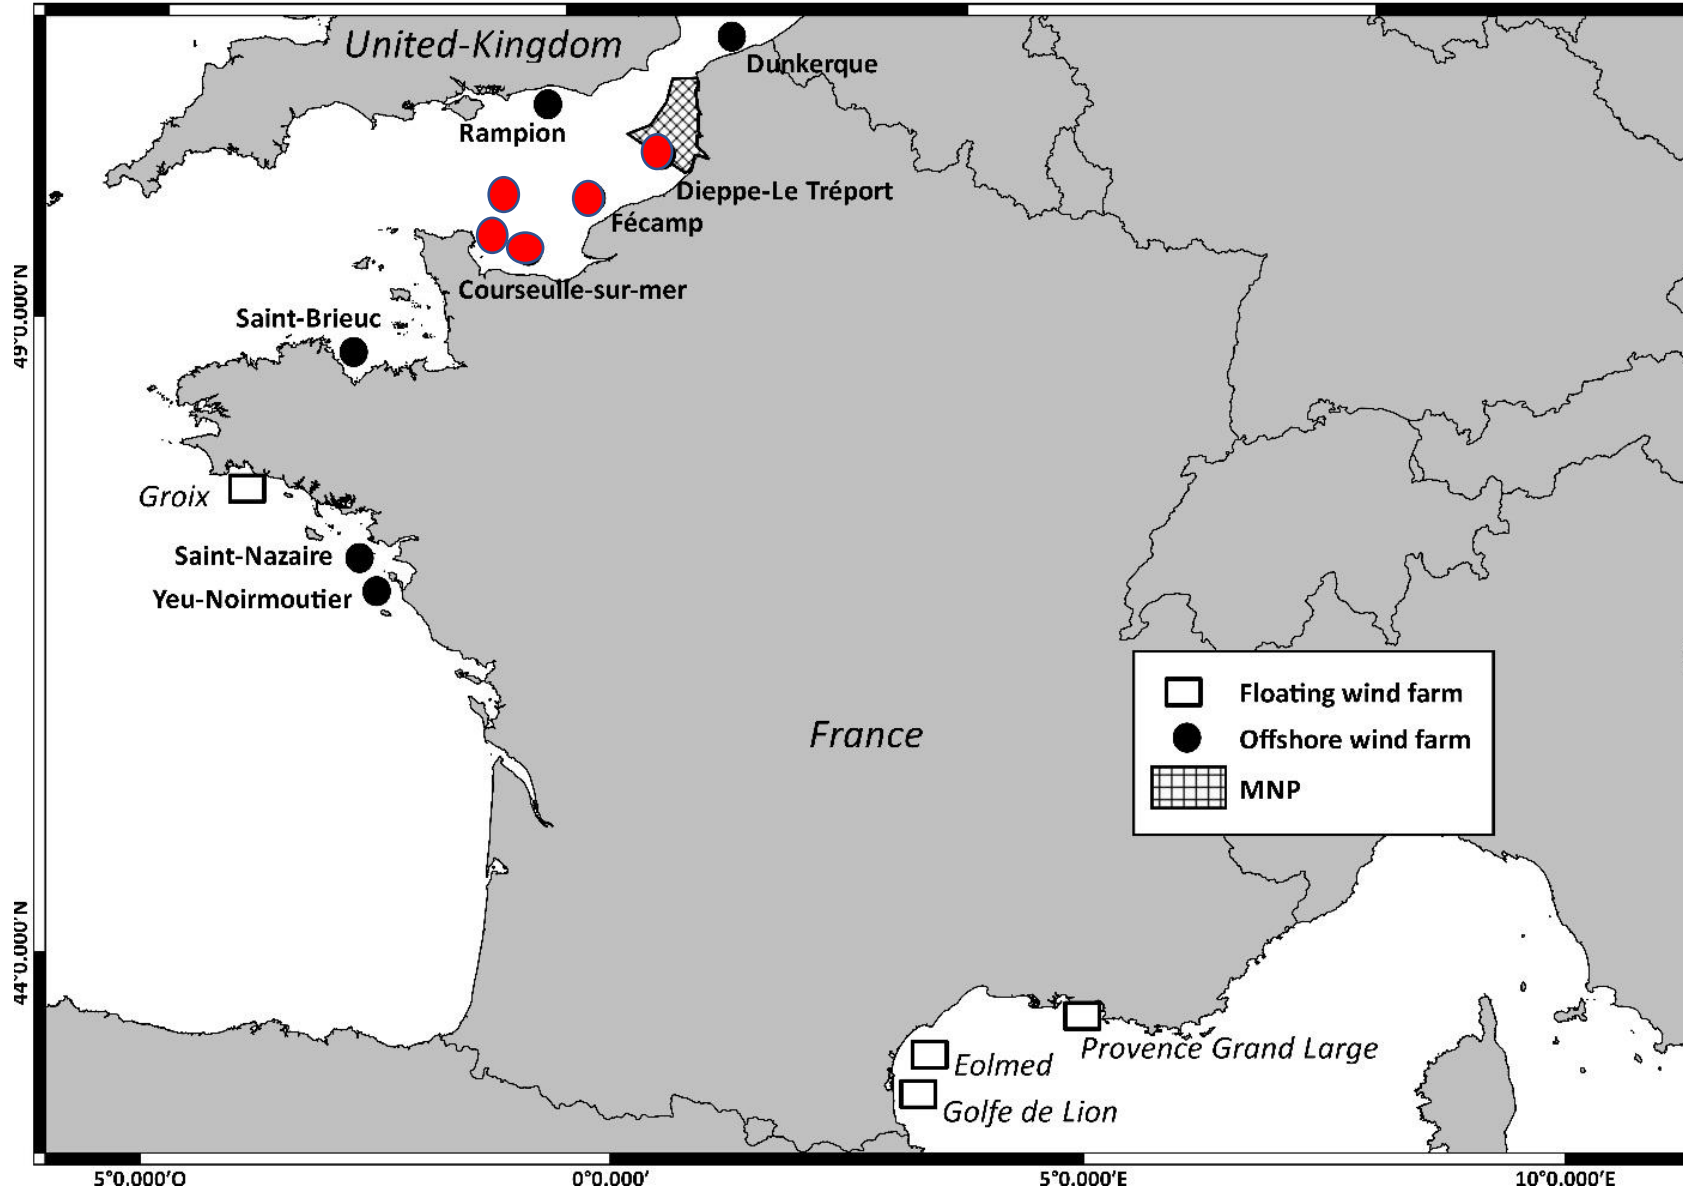 United-Kingdom
Dunkerque
Rampion
Dieppe-Le Tréport
Fécamp
Courseulle-sur-mer
49°0.000'N
Saint-Brieuc
Groix
Saint-Nazaire
Yeu-Noirmoutier
France
Floating wind farm
Offshore wind farm
MNP
44°0.000'N
Provence Grand Large
Eolmed
Golfe de Lion
5°0.000'O
0°0.000'
5°0.000'E
10°0.000'E